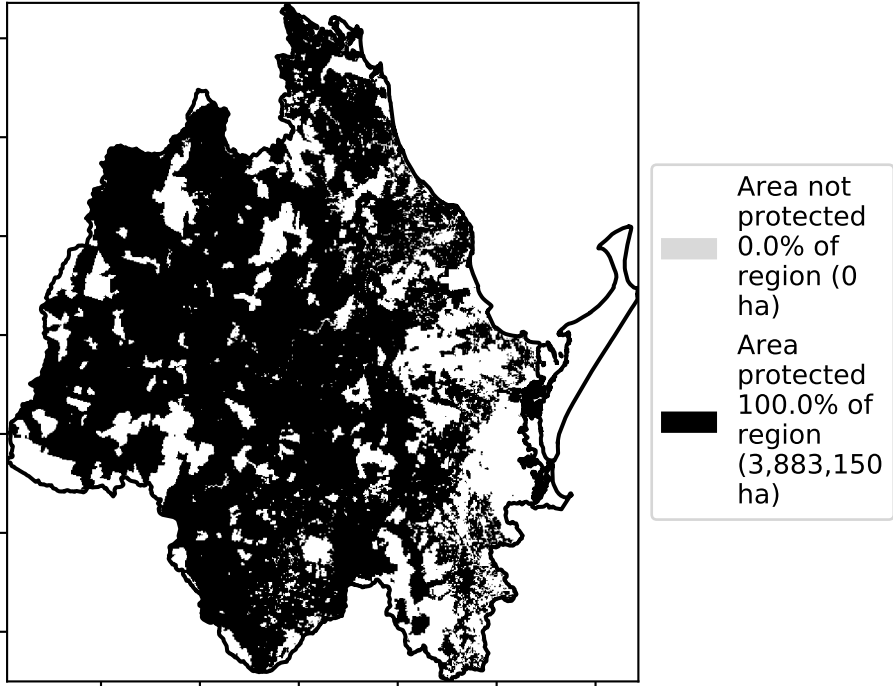 Area not
protected
0.0% of
region (0
ha)
Area
protected
100.0% of
region
(3,883,150
ha)